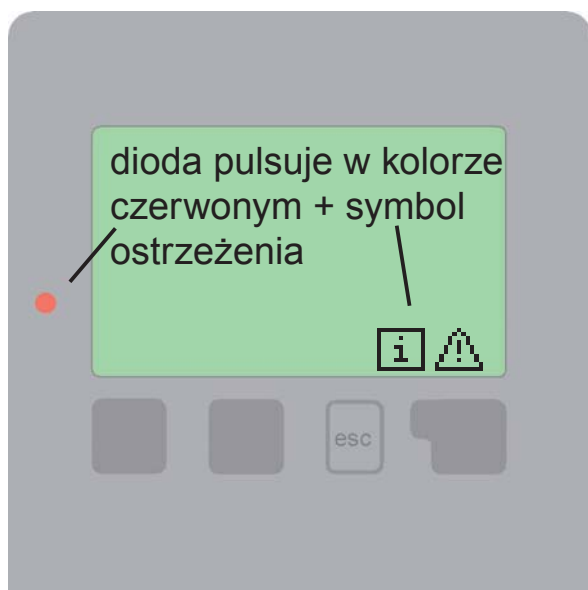 dioda pulsuje w kolorze
czerwonym + symbol
ostrzeżenia
i !
esc